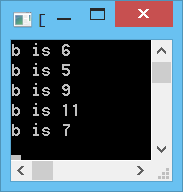 [
b is 6
b is 5
b is 9
b is 11
b is 7